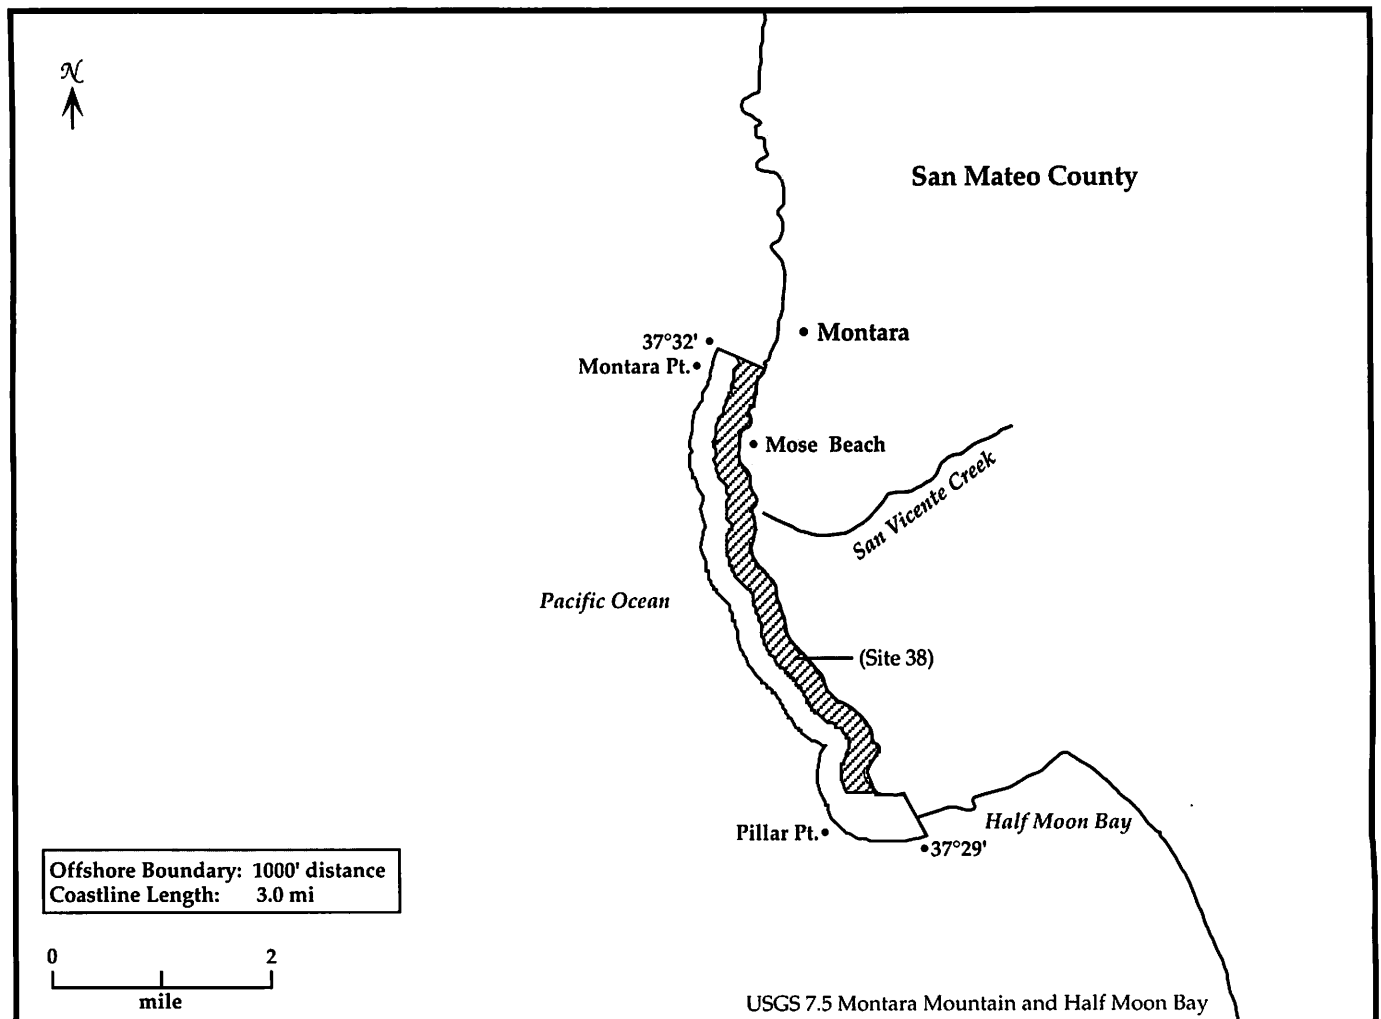 N
San Mateo County
• Montara
37°32' •
Montara Pt. •
• Mose Beach
San Vicente Creek
Pacific Ocean
(Site 38)
Half Moon Bay
Pillar Pt. •
• 37°29'
Offshore Boundary: 1000' distance
Coastline Length: 3.0 mi
0 2
mile
USGS 7.5 Montara Mountain and Half Moon Bay